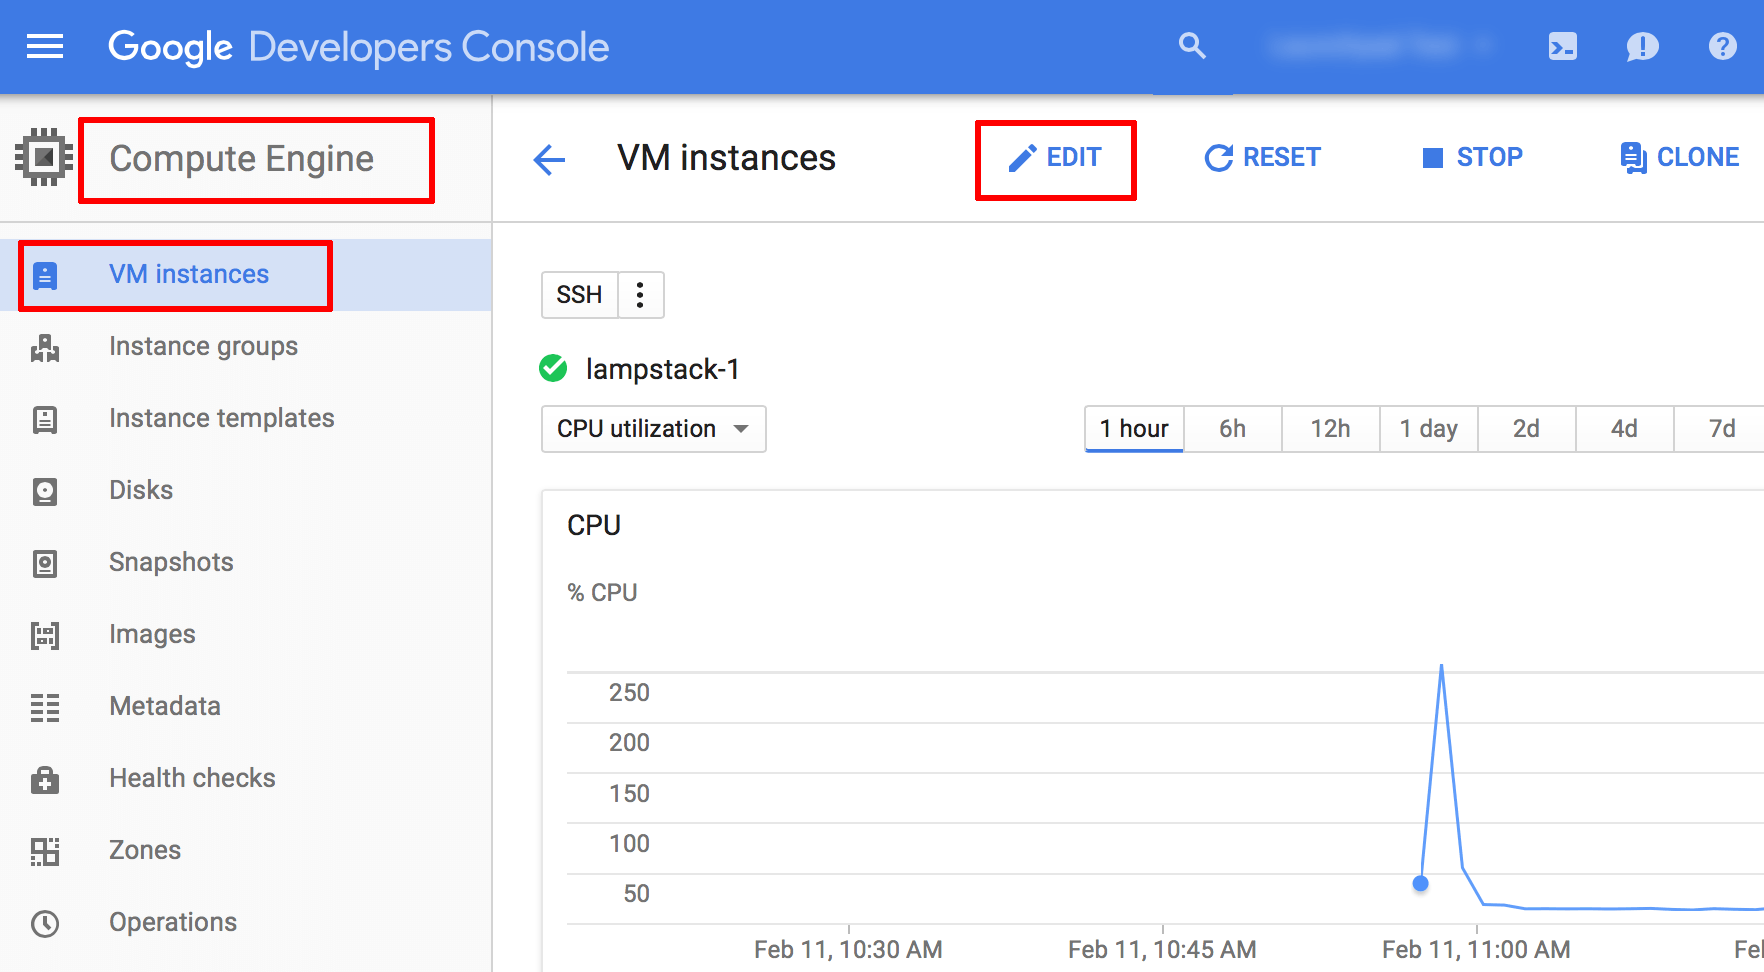 Google Developers Console
Compute Engine
VM instances
EDIT
RESET
STOP
CLONE
VM instances
Instance groups
Instance templates
Disks
Snapshots
Images
Metadata
Health checks
Zones
Operations
SSH
lampstack-1
CPU utilization
1 hour
6h
12h
1 day
2d
4d
7d
CPU
% CPU
250
200
150
100
50
Feb 11, 10:30 AM
Feb 11, 10:45 AM
Feb 11, 11:00 AM